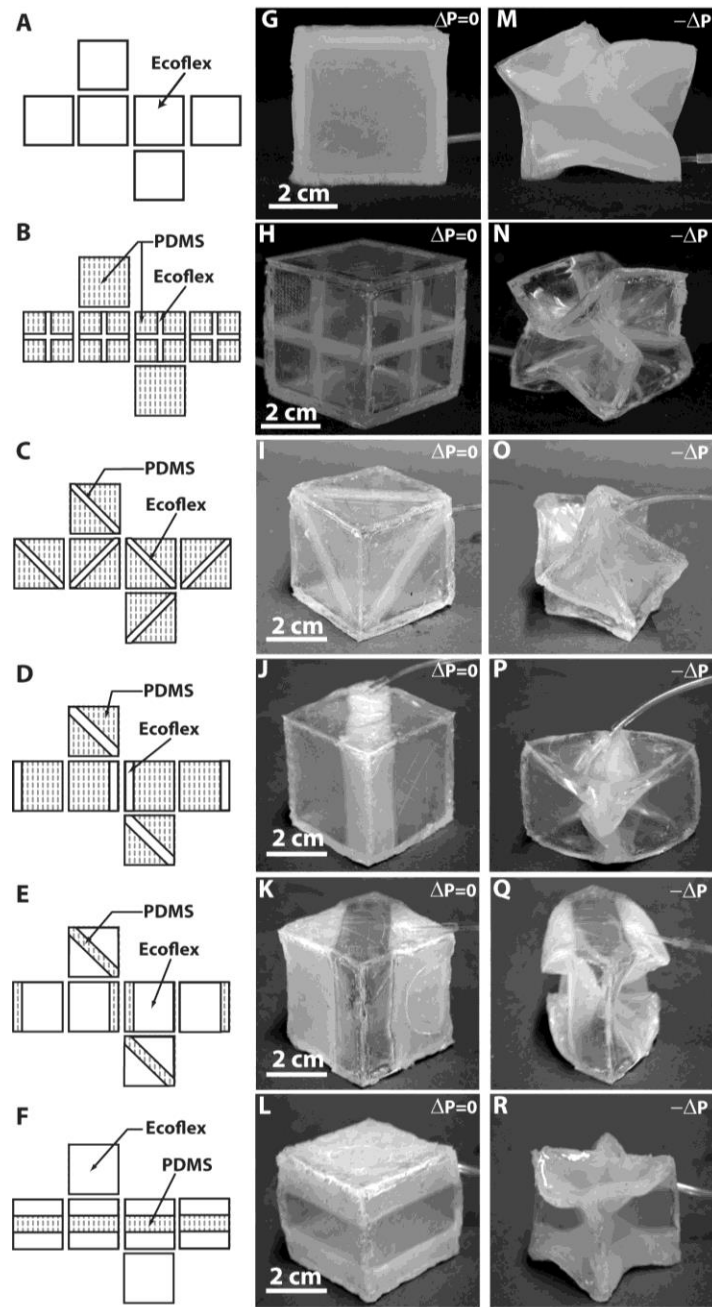 A
Ecoflex
G
ΔP=0
2 cm
M
−ΔP
B
PDMS
Ecoflex
H
ΔP=0
2 cm
N
−ΔP
C
PDMS
Ecoflex
I
ΔP=0
2 cm
O
−ΔP
D
PDMS
Ecoflex
J
ΔP=0
2 cm
P
−ΔP
E
PDMS
Ecoflex
K
ΔP=0
2 cm
Q
−ΔP
F
Ecoflex
PDMS
L
ΔP=0
2 cm
R
−ΔP